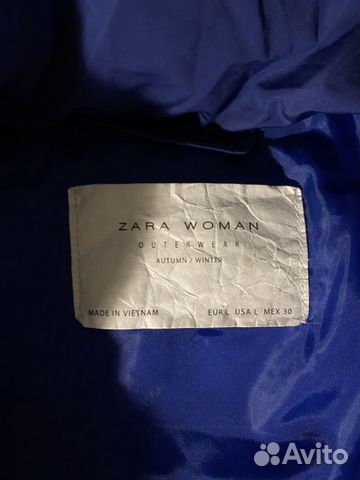 ZARA WOMAN
OUTERWEAR
AUTUMN / WINTER
MADE IN VIETNAM EUR L USA L MEX 30
Avito